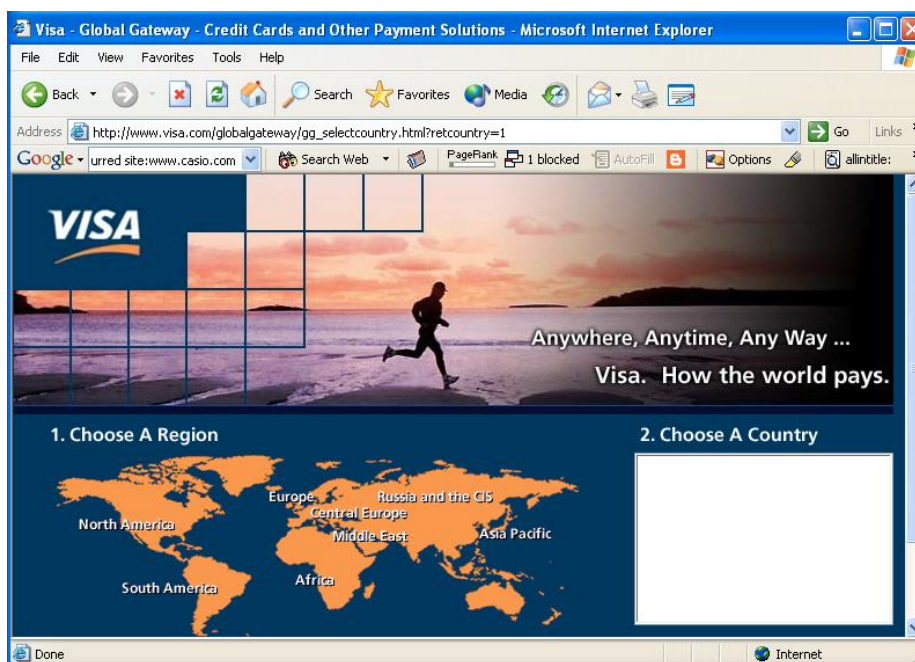 Visa - Global Gateway - Credit Cards and Other Payment Solutions - Microsoft Internet Explorer
File Edit View Favorites Tools Help
Back Search Favorites Media
Address http://www.visa.com/globalgateway/gg_selectcountry.html?retcountry=1 Go Links
Google urred site:www.casio.com Search Web PageRank 1 blocked AutoFill Options allintitle:
VISA
Anywhere, Anytime, Any Way ...
Visa. How the world pays.
1. Choose A Region 2. Choose A Country
Europe Russia and the CIS
Central Europe
North America Middle East Asia Pacific
South America Africa
Done Internet